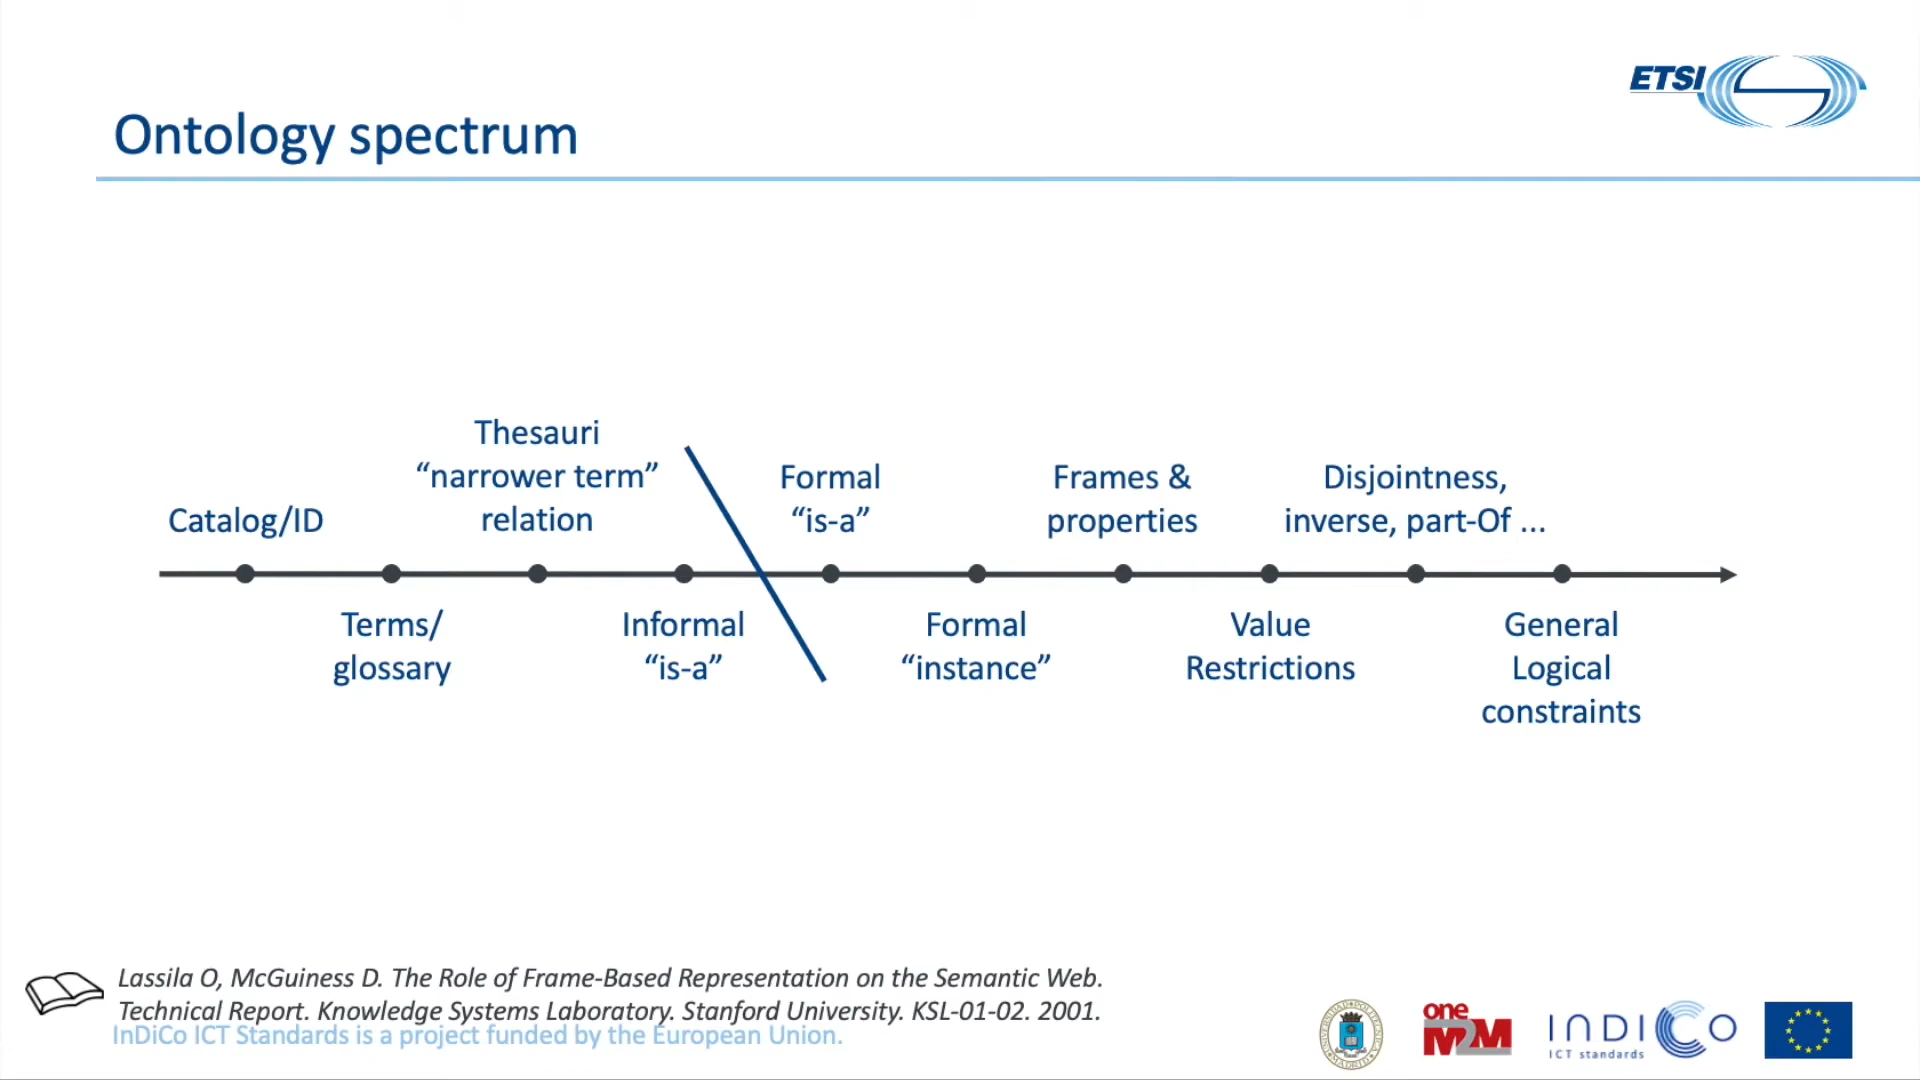 ETSI
Ontology spectrum
Thesauri
“narrower term”
relation
Catalog/ID
Formal
“is-a”
Frames &
properties
Disjointness,
inverse, part-Of ...
Terms/
glossary
Informal
“is-a”
Formal
“instance”
Value
Restrictions
General
Logical
constraints
Lassila O, McGuiness D. The Role of Frame-Based Representation on the Semantic Web.
Technical Report. Knowledge Systems Laboratory. Stanford University. KSL-01-02. 2001.
InDiCo ICT Standards is a project funded by the European Union.
one
M2M
INDICO
ICT standards